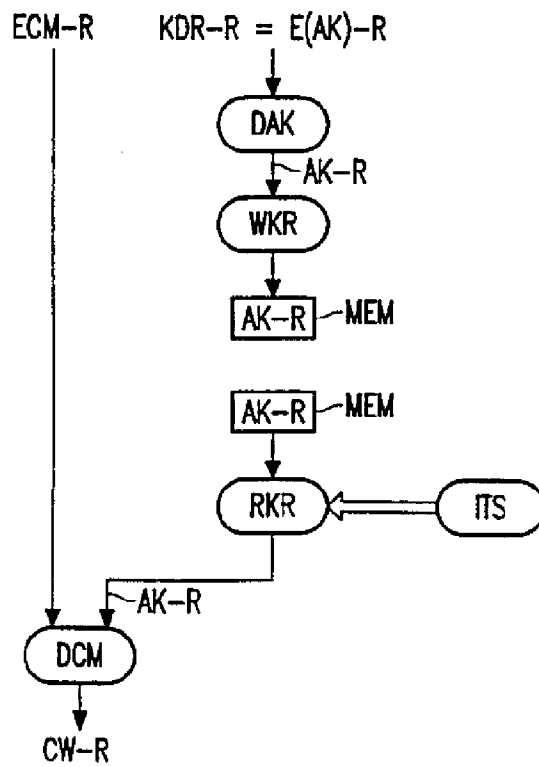 ECM-R KDR-R = E(AK)-R
DAK
AK-R
WKR
AK-R MEM
AK-R MEM
RKR ITS
AK-R
DCM
CW-R